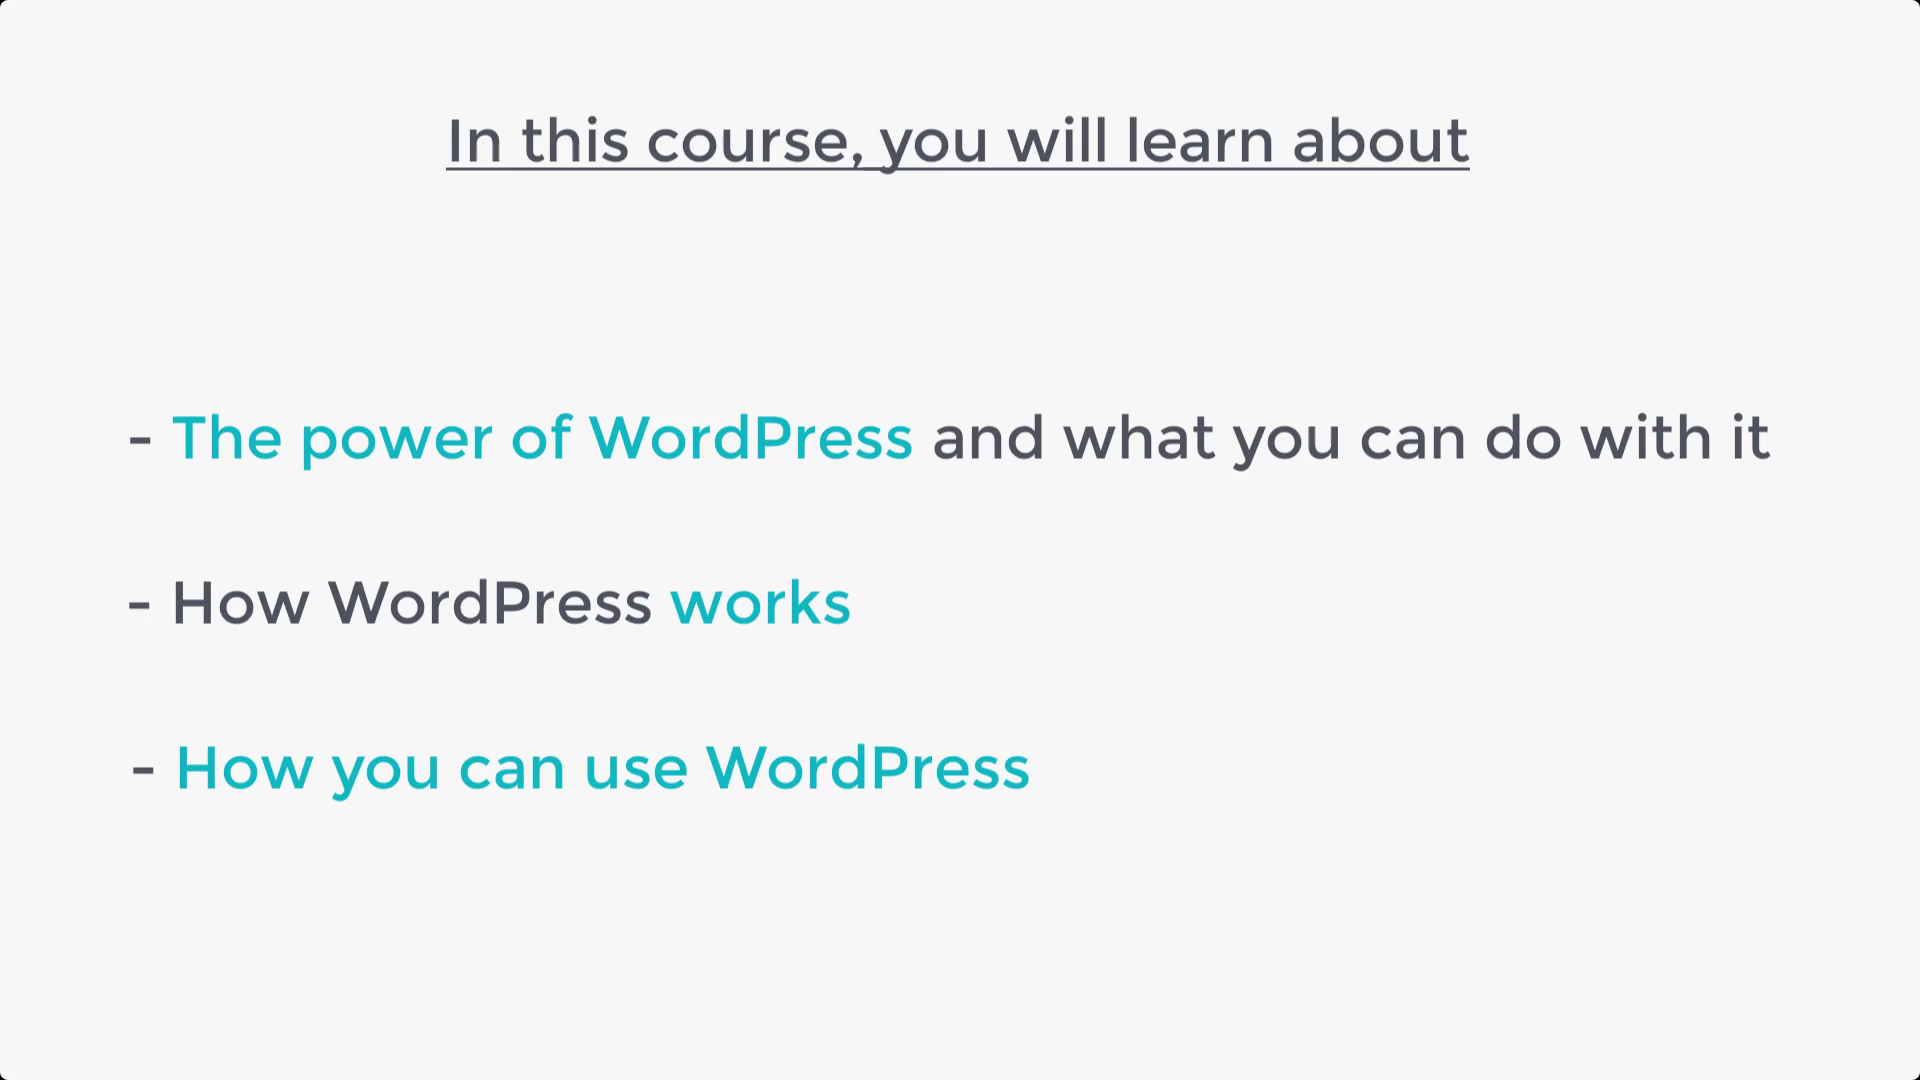 In this course, you will learn about
- The power of WordPress and what you can do with it
- How WordPress works
- How you can use WordPress